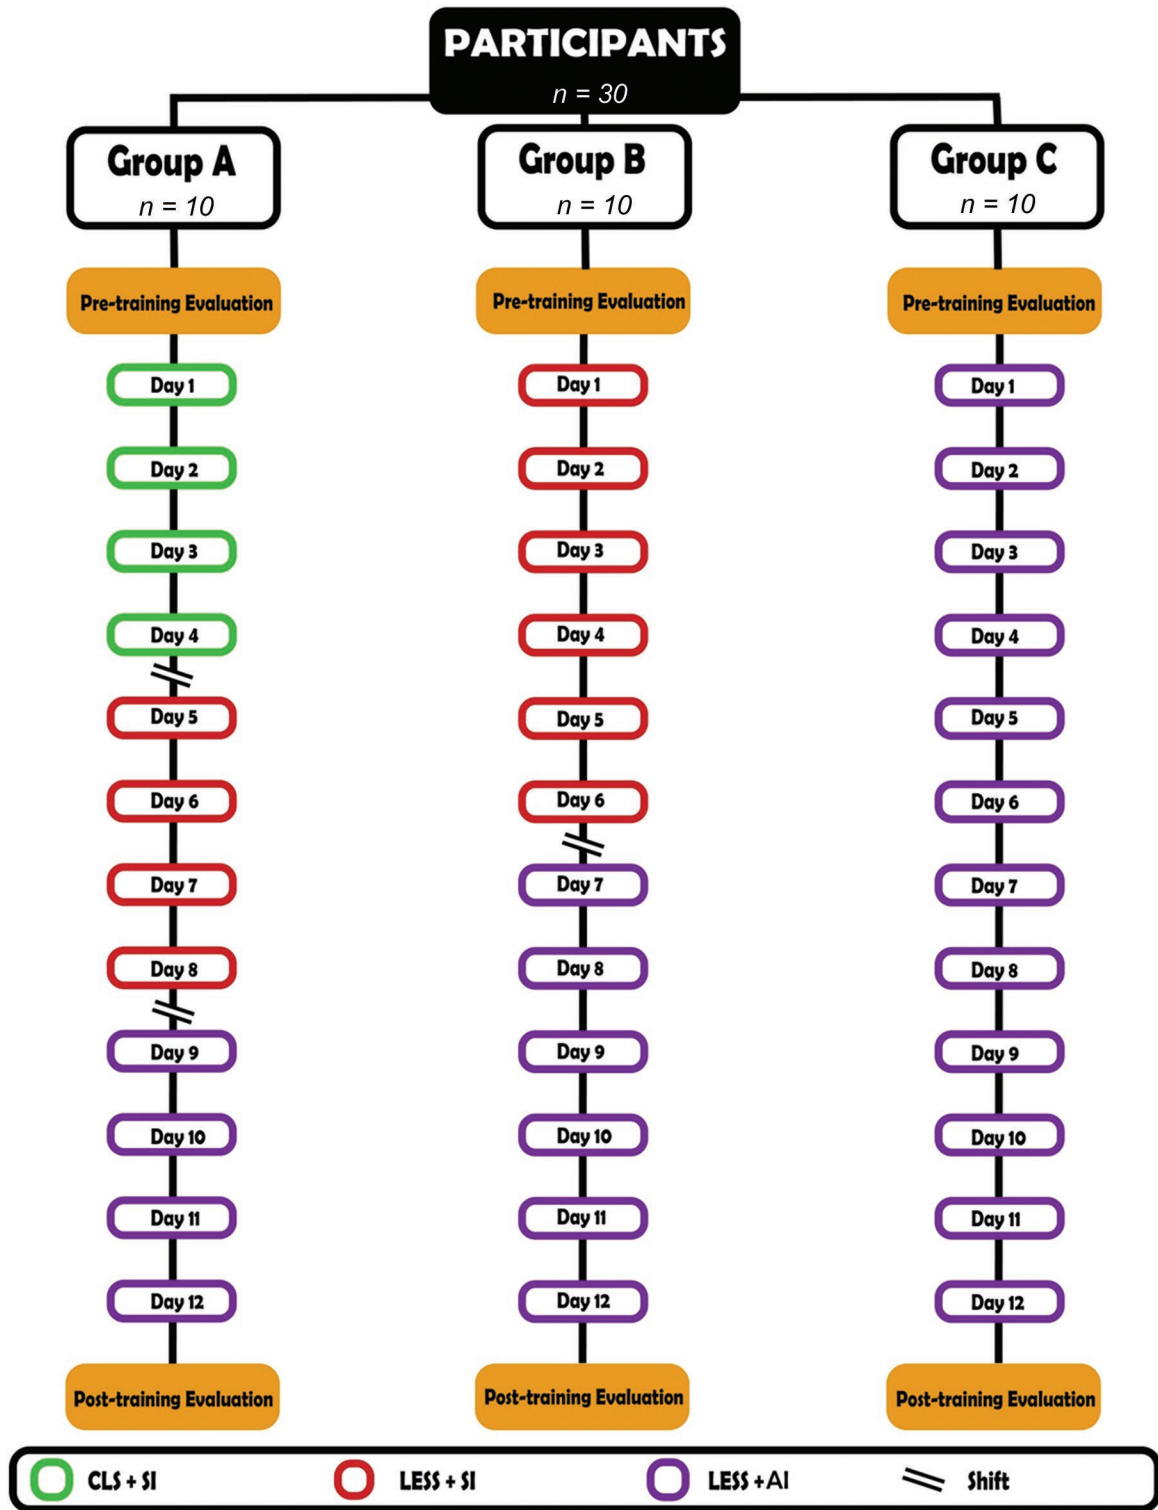 PARTICIPANTS
n = 30
Group A
n = 10
Group B
n = 10
Group C
n = 10
Pre-training Evaluation
Pre-training Evaluation
Pre-training Evaluation
Day 1
Day 1
Day 1
Day 2
Day 2
Day 2
Day 3
Day 3
Day 3
Day 4
Day 4
Day 4
Day 5
Day 5
Day 5
Day 6
Day 6
Day 6
Day 7
Day 7
Day 7
Day 8
Day 8
Day 8
Day 9
Day 9
Day 9
Day 10
Day 10
Day 10
Day 11
Day 11
Day 11
Day 12
Day 12
Day 12
Post-training Evaluation
Post-training Evaluation
Post-training Evaluation
CLS + SI
LESS + SI
LESS +AI
Shift